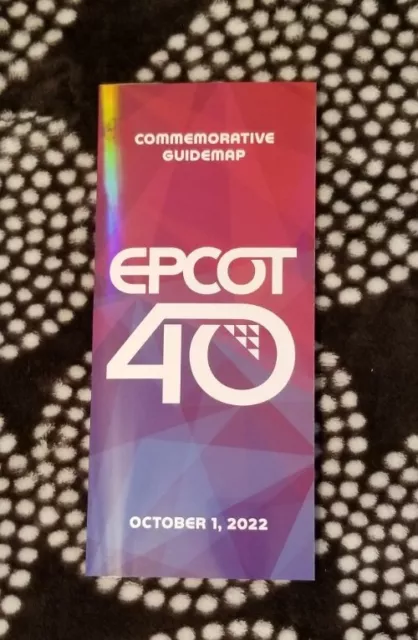 COMMEMORATIVE
GUIDEMAP
EPCOT
40
OCTOBER 1, 2022